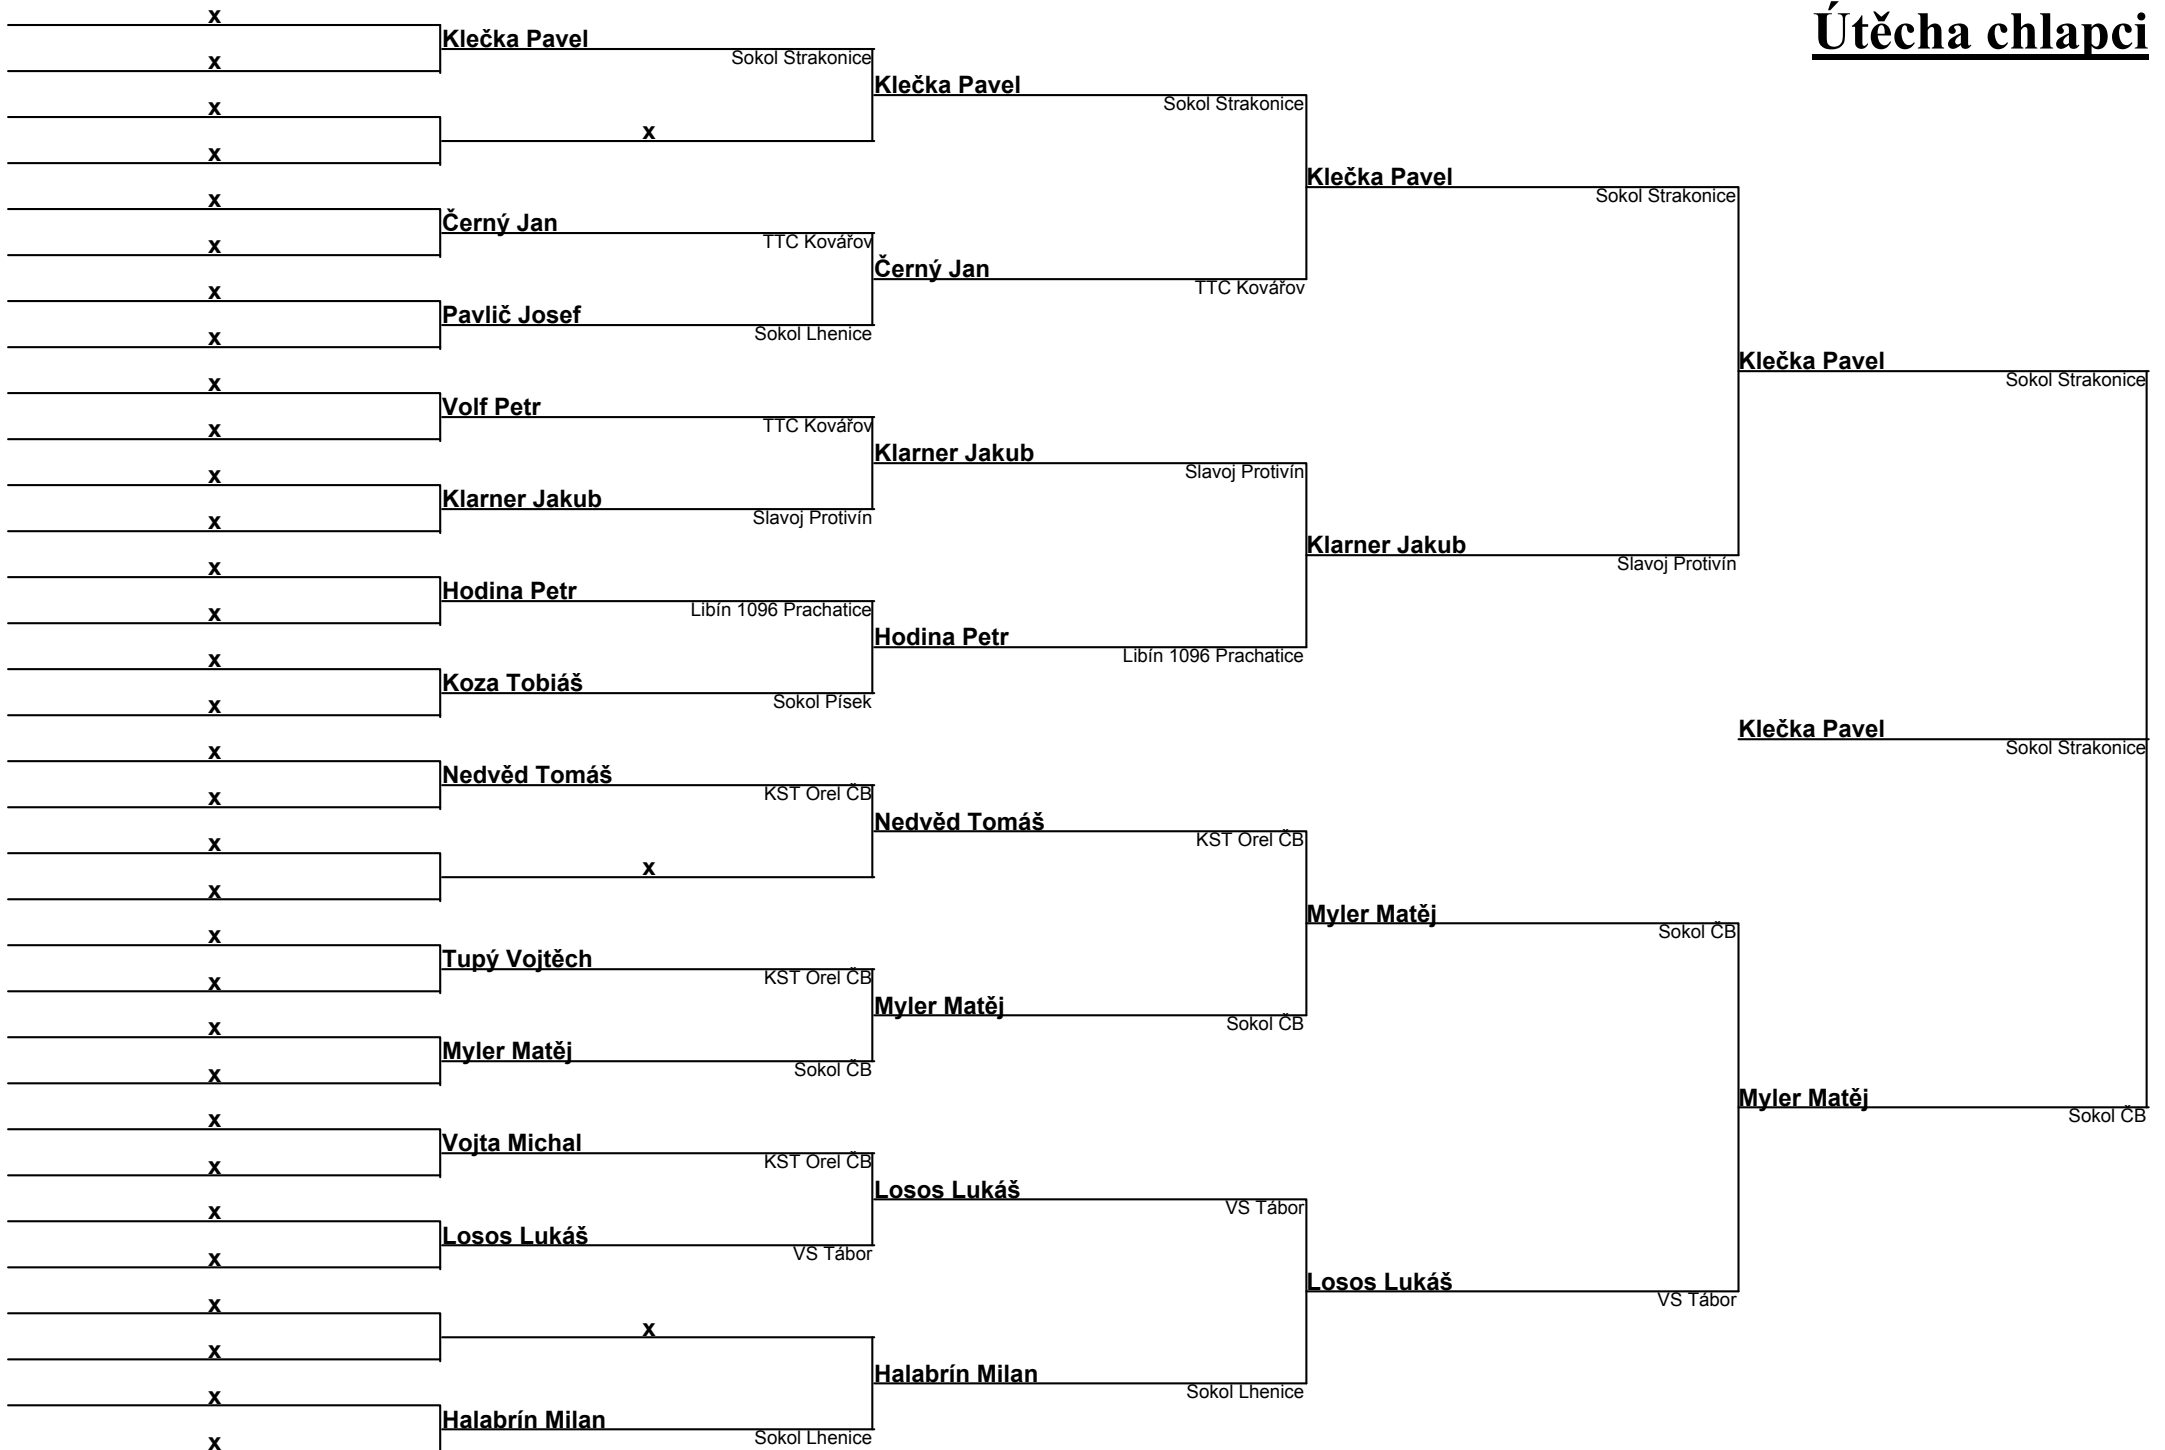 Útěcha chlapci
x
Klečka Pavel
Sokol Strakonice
x
Klečka Pavel
Sokol Strakonice
x
x
x
Klečka Pavel
Sokol Strakonice
x
Černý Jan
TTC Kovářov
x
Černý Jan
TTC Kovářov
x
Pavlič Josef
Sokol Lhenice
x
Klečka Pavel
Sokol Strakonice
x
Volf Petr
TTC Kovářov
x
Klarner Jakub
Slavoj Protivín
x
Klarner Jakub
Slavoj Protivín
x
Klarner Jakub
Slavoj Protivín
x
Hodina Petr
Libín 1096 Prachatice
x
Hodina Petr
Libín 1096 Prachatice
x
Koza Tobiáš
Sokol Písek
x
Klečka Pavel
Sokol Strakonice
x
Nedvěd Tomáš
KST Orel ČB
x
Nedvěd Tomáš
KST Orel ČB
x
x
x
Myler Matěj
Sokol ČB
x
Tupý Vojtěch
KST Orel ČB
x
Myler Matěj
Sokol ČB
x
Myler Matěj
Sokol ČB
x
Myler Matěj
Sokol ČB
x
Vojta Michal
KST Orel ČB
x
Losos Lukáš
VS Tábor
x
Losos Lukáš
VS Tábor
x
Losos Lukáš
VS Tábor
x
x
x
Halabrín Milan
Sokol Lhenice
x
Halabrín Milan
Sokol Lhenice
x